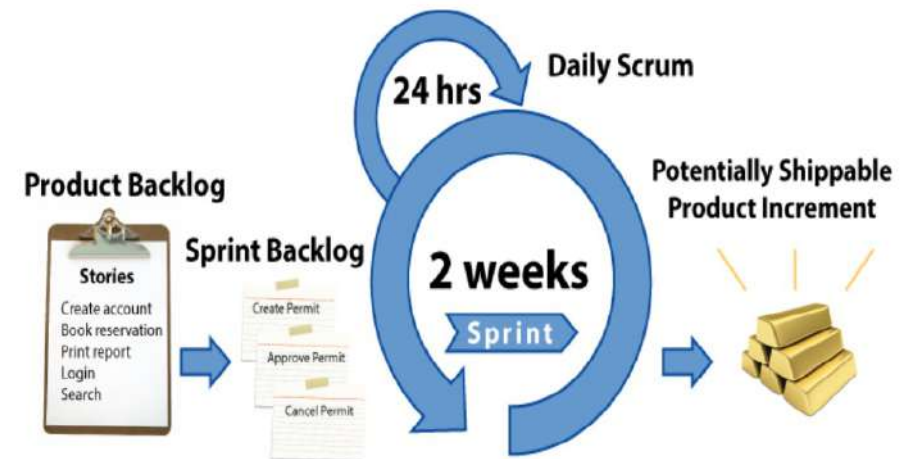 Product Backlog
Stories
Create account
Book reservation
Print report
Login
Search
Sprint Backlog
Create Permit
Approve Permit
Cancel Permit
24 hrs
Daily Scrum
2 weeks
Sprint
Potentially Shippable
Product Increment